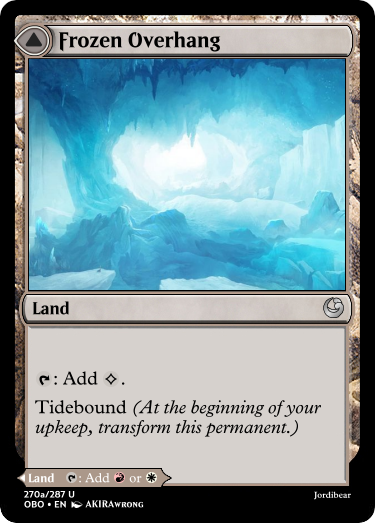 Frozen Overhang
Land
: Add .
Tidebound (At the beginning of your
upkeep, transform this permanent.)
Land : Add or
270a/287 U
OBO • EN AKIRAWRONG
Jordibear